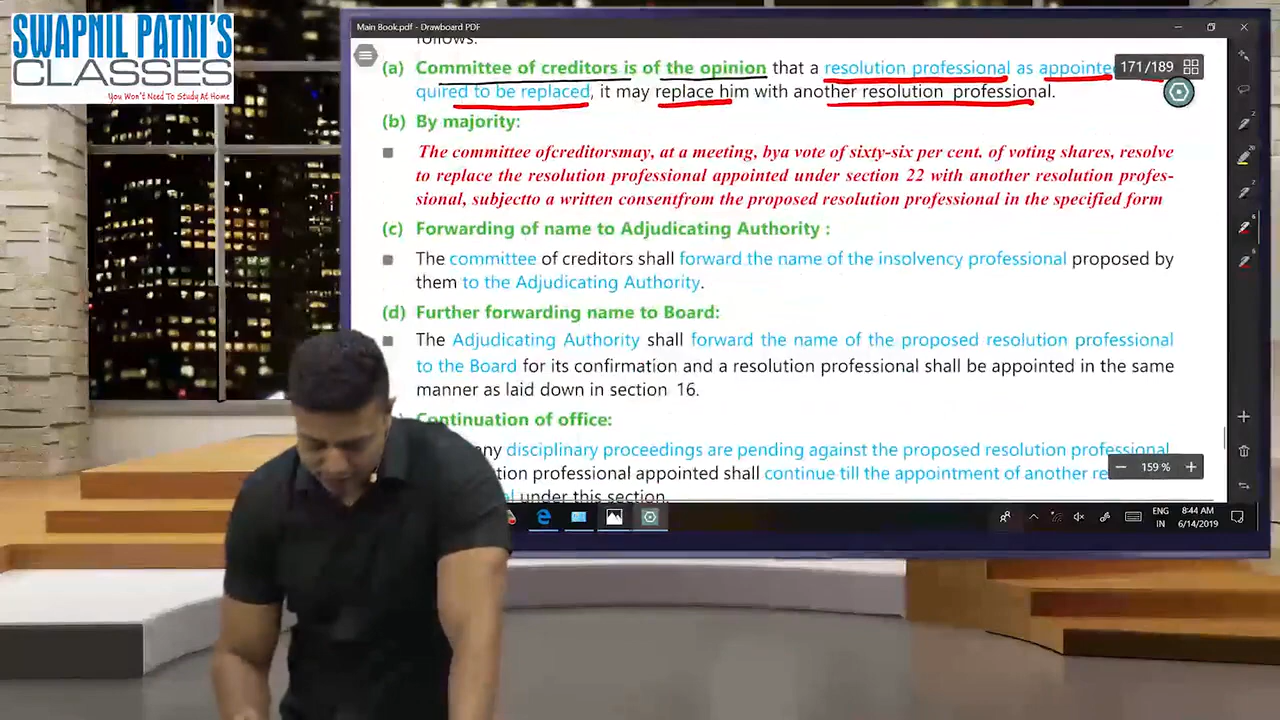 SWAPNIL PATNI'S
CLASSES
You Won't Need To Study At Home
Main Book.pdf - Drawboard PDF
follows:
(a) Committee of creditors is of the opinion that a resolution professional as appointe
171/189
quired to be replaced, it may replace him with another resolution professional.
(b) By majority:
The committee ofcreditorsmay, at a meeting, bya vote of sixty-six per cent. of voting shares, resolve
to replace the resolution professional appointed under section 22 with another resolution profes-
sional, subjectto a written consentfrom the proposed resolution professional in the specified form
(c) Forwarding of name to Adjudicating Authority :
The committee of creditors shall forward the name of the insolvency professional proposed by
them to the Adjudicating Authority.
(d) Further forwarding name to Board:
The Adjudicating Authority shall forward the name of the proposed resolution professional
to the Board for its confirmation and a resolution professional shall be appointed in the same
manner as laid down in section 16.
Continuation of office:
any disciplinary proceedings are pending against the proposed resolution professional
professional appointed shall continue till the appointment of another re
159 %
under this section.
ENG
IN
8:44 AM
6/14/2019